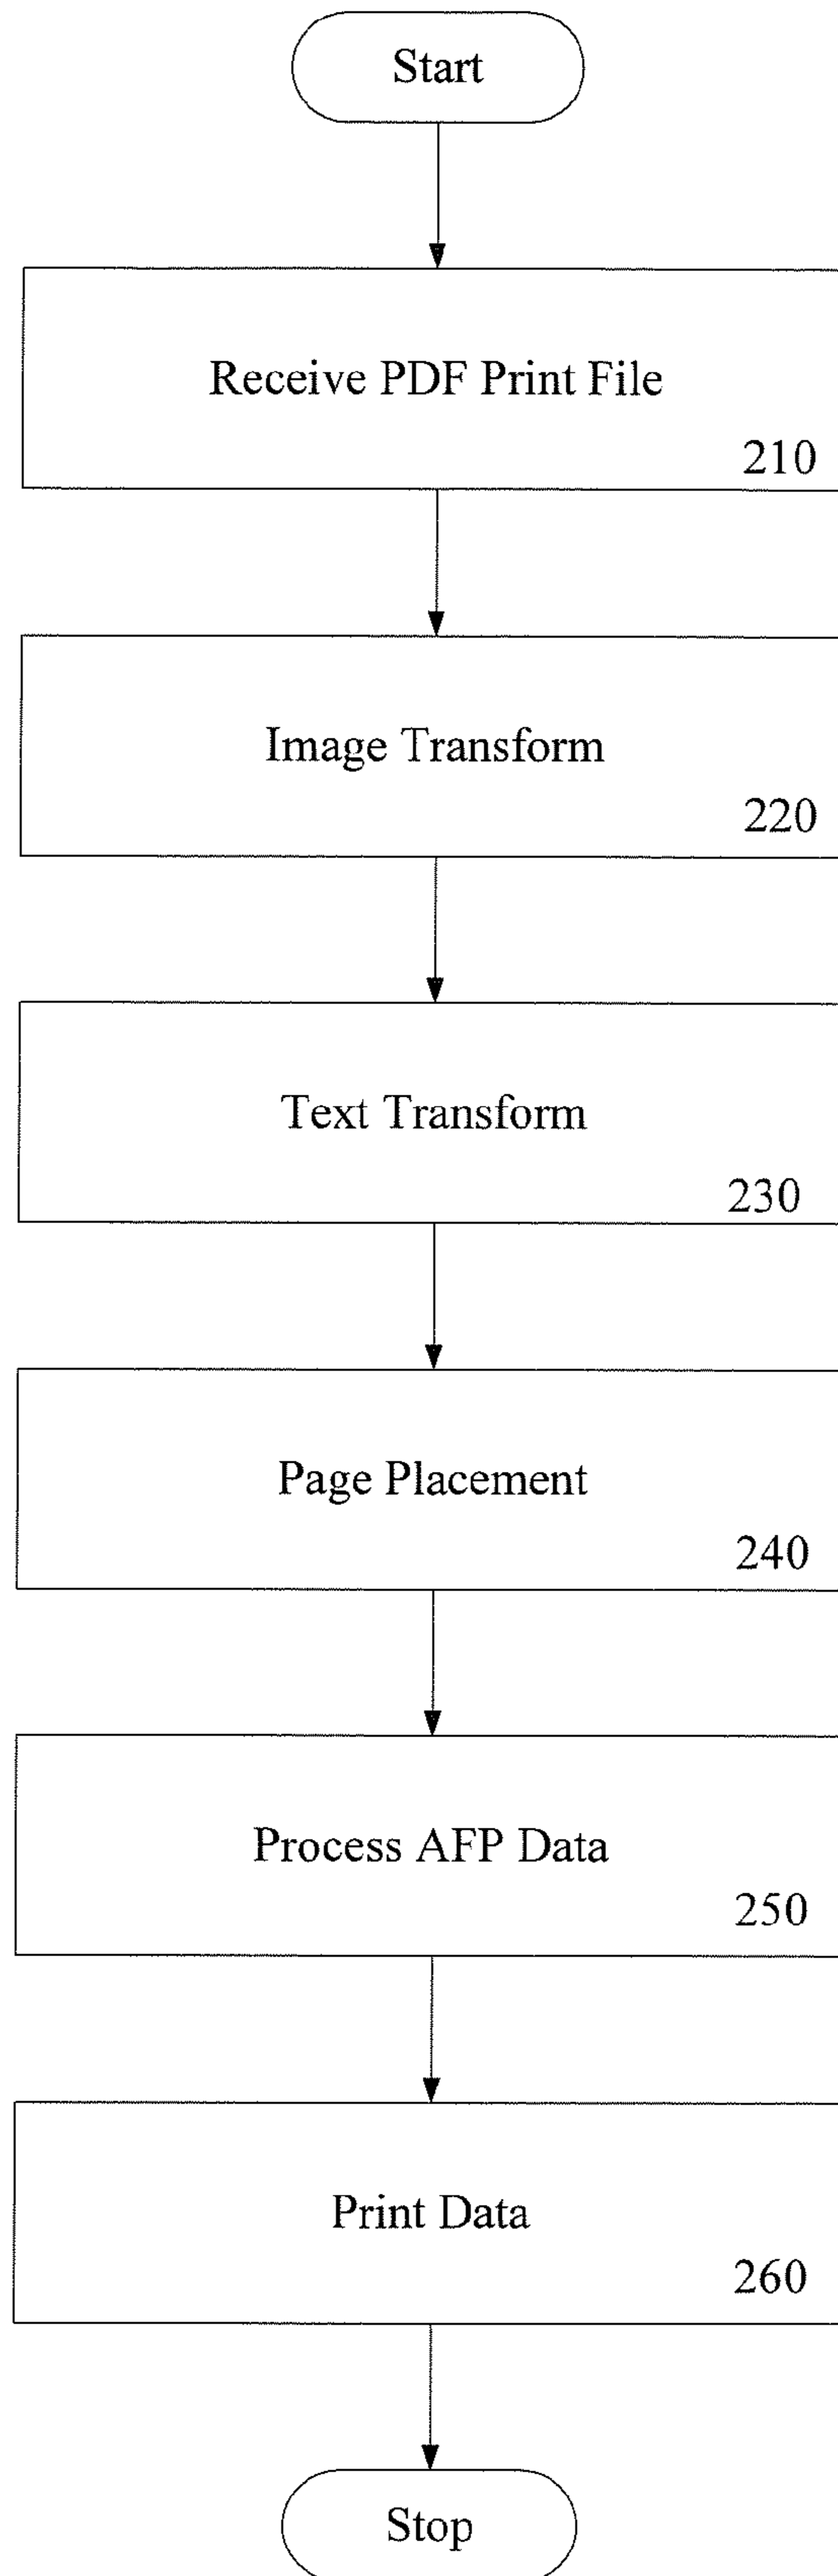 Start
Receive PDF Print File
210
Image Transform
220
Text Transform
230
Page Placement
240
Process AFP Data
250
Print Data
260
Stop